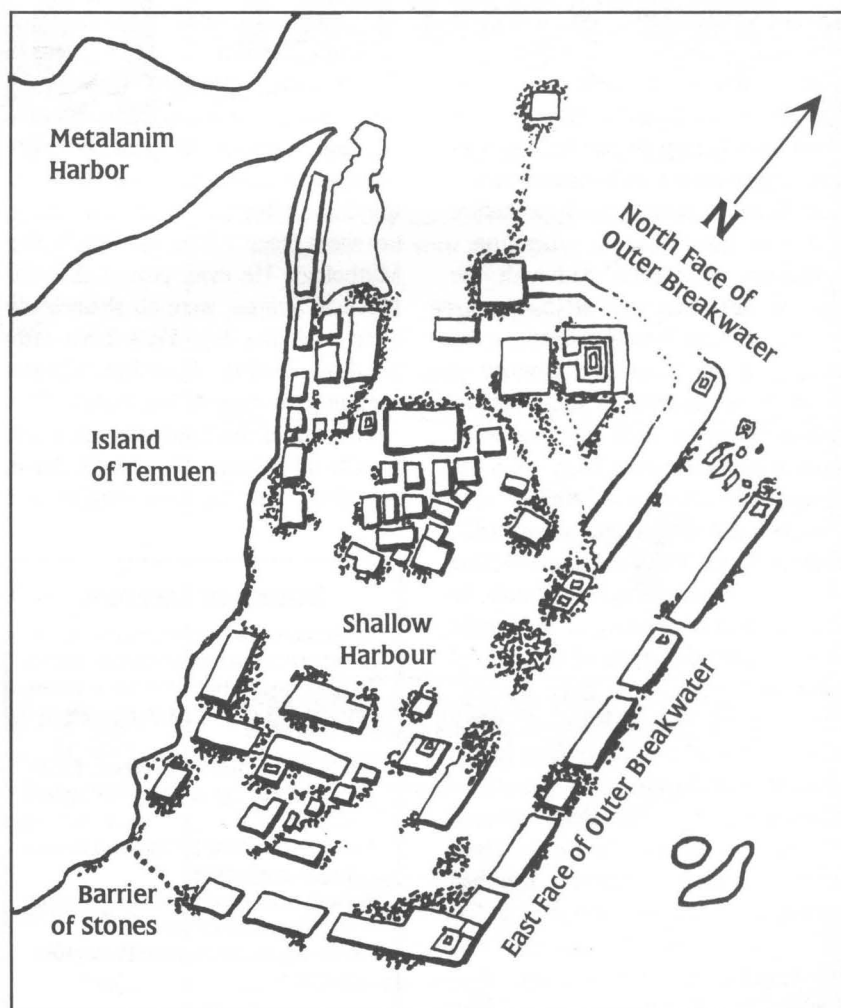 Metalanim
Harbor
N
North Face of
Outer Breakwater
Island
of Temuen
Shallow
Harbour
East Face of Outer Breakwater
Barrier
of Stones